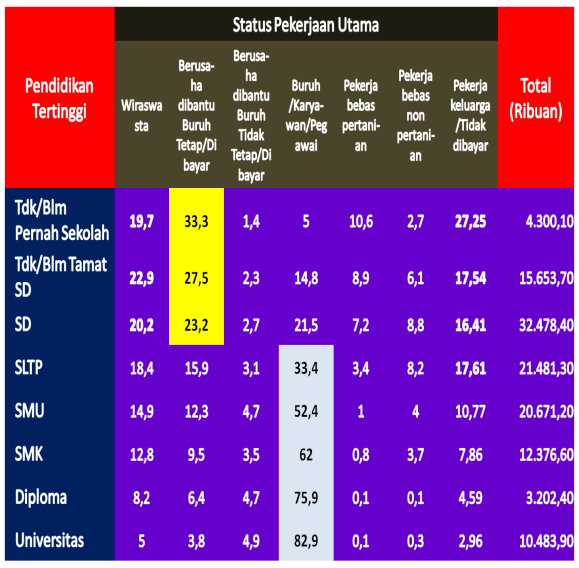 Pendidikan Tertinggi
Status Pekerjaan Utama
Total (Ribuan)
Wiraswa
sta
Berusa-
ha
dibantu
Buruh
Tetap/Di
bayar
Berusa-
ha
dibantu
Buruh
Tidak
Tetap/Di
bayar
Buruh
/Karya-
wan/Peg
awai
Pekerja
bebas
pertani-
an
Pekerja
bebas
non
pertani-
an
Pekerja
keluarga
/Tidak
dibayar
Tdk/Blm
Pernah Sekolah 19,7 33,3 1,4 5 10,6 2,7 27,25 4.300,10
Tdk/Blm Tamat
SD 22,9 27,5 2,3 14,8 8,9 6,1 17,54 15.653,70
SD 20,2 23,2 2,7 21,5 7,2 8,8 16,41 32.478,40
SLTP 18,4 15,9 3,1 33,4 3,4 8,2 17,61 21.481,30
SMU 14,9 12,3 4,7 52,4 1 4 10,77 20.671,20
SMK 12,8 9,5 3,5 62 0,8 3,7 7,86 12.376,60
Diploma 8,2 6,4 4,7 75,9 0,1 0,1 4,59 3.202,40
Universitas 5 3,8 4,9 82,9 0,1 0,3 2,96 10.483,90